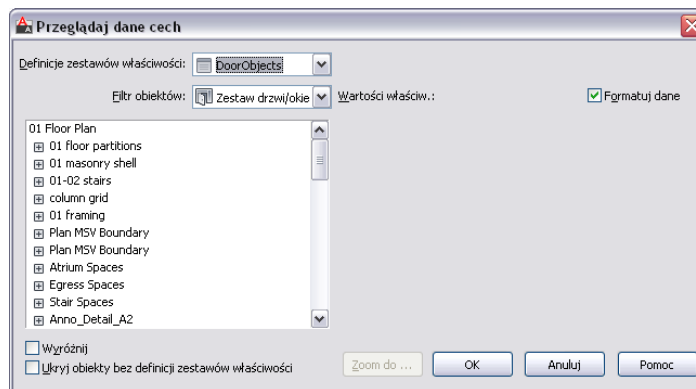 Przeglądaj dane cech
Definicje zestawów właściwości: DoorObjects
Filtr obiektów: Zestaw drzwi/okie Wartości właściw.: Formatuj dane
01 Floor Plan
01 floor partitions
01 masonry shell
01-02 stairs
column grid
01 framing
Plan MSV Boundary
Plan MSV Boundary
Atrium Spaces
Egress Spaces
Stair Spaces
Anno_Detail_A2
Wyróżnij
Ukryj obiekty bez definicji zestawów właściwości
Zoom do ... OK Anuluj Pomoc